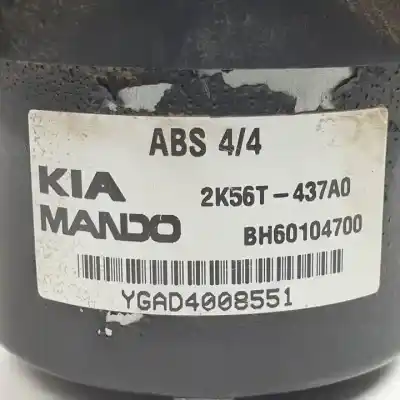 ABS 4/4
KIA 2K56T-437A0
MANDO BH60104700
YGAD4008551